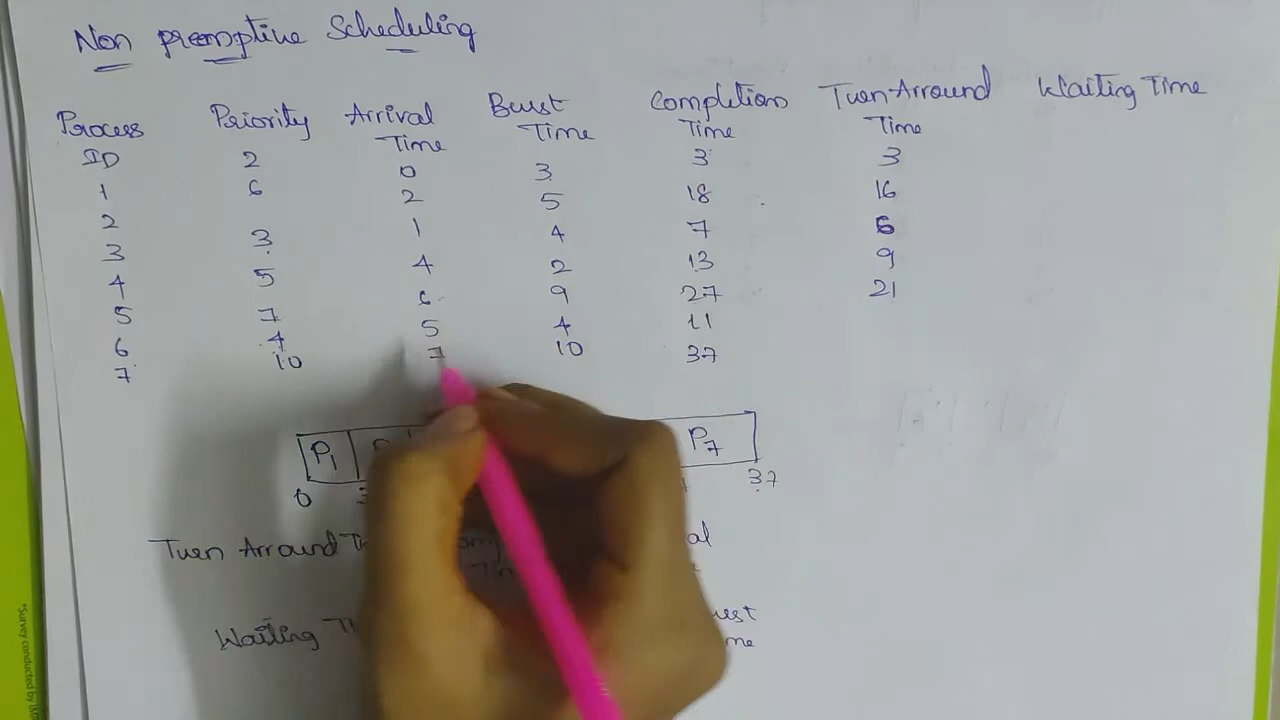 Non preemptive Scheduling
Process ID Priority Arrival Time Burst Time Completion Time Turn Arround Time Waiting Time
1 2 0 3 3 3
2 6 2 5 18 16
3 3 1 4 7 6
4 5 4 2 13 9
5 7 6 9 27 21
6 4 5 4 11
7 10 7 10 37
P1 P7
0 3 37
Turn Arround
Waiting